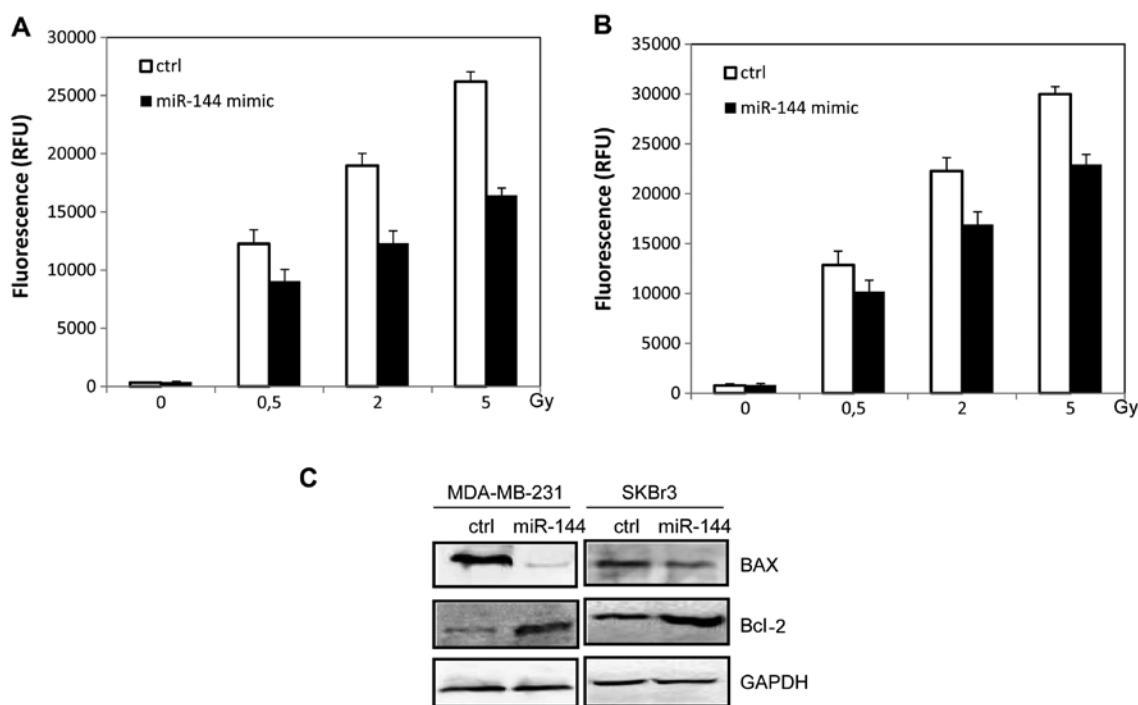 A
Fluorescence (RFU)
30000
25000
20000
15000
10000
5000
0
ctrl
miR-144 mimic
0 0,5 2 5 Gy
B
Fluorescence (RFU)
35000
30000
25000
20000
15000
10000
5000
0
ctrl
miR-144 mimic
0 0,5 2 5 Gy
C
MDA-MB-231 SKBr3
ctrl miR-144 ctrl miR-144
BAX
Bcl-2
GAPDH